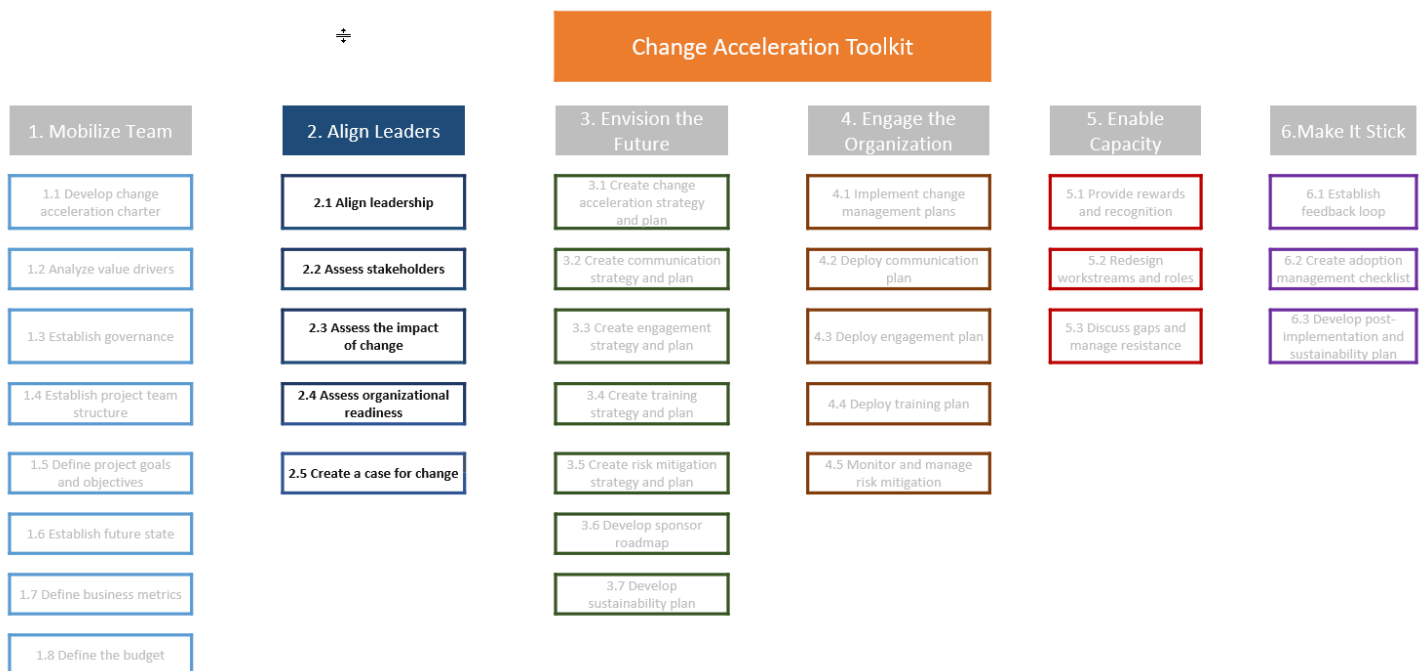 Change Acceleration Toolkit
1. Mobilize Team
1.1 Develop change
acceleration charter
1.2 Analyze value drivers
1.3 Establish governance
1.4 Establish project team
structure
1.5 Define project goals
and objectives
1.6 Establish future state
1.7 Define business metrics
1.8 Define the budget
2. Align Leaders
2.1 Align leadership
2.2 Assess stakeholders
2.3 Assess the impact
of change
2.4 Assess organizational
readiness
2.5 Create a case for change
3. Envision the
Future
3.1 Create change
acceleration strategy
and plan
3.2 Create communication
strategy and plan
3.3 Create engagement
strategy and plan
3.4 Create training
strategy and plan
3.5 Create risk mitigation
strategy and plan
3.6 Develop sponsor
roadmap
3.7 Develop
sustainability plan
4. Engage the
Organization
4.1 Implement change
management plans
4.2 Deploy communication
plan
4.3 Deploy engagement plan
4.4 Deploy training plan
4.5 Monitor and manage
risk mitigation
5. Enable
Capacity
5.1 Provide rewards
and recognition
5.2 Redesign
workstreams and roles
5.3 Discuss gaps and
manage resistance
6.Make It Stick
6.1 Establish
feedback loop
6.2 Create adoption
management checklist
6.3 Develop post-
implementation and
sustainability plan